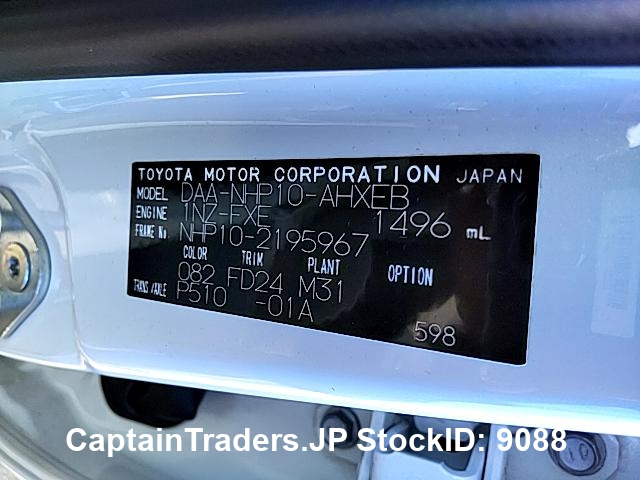 TOYOTA MOTOR CORPORATION JAPAN
MODEL DAA-NHP10-AHXEB
ENGINE 1NZ-FXE 1496 mL
FRAME No. NHP10-2195967
COLOR TRIM PLANT OPTION
082 FD24 M31
TRANS/AXLE P510 -01A
598
CaptainTraders.JP StockID: 9088